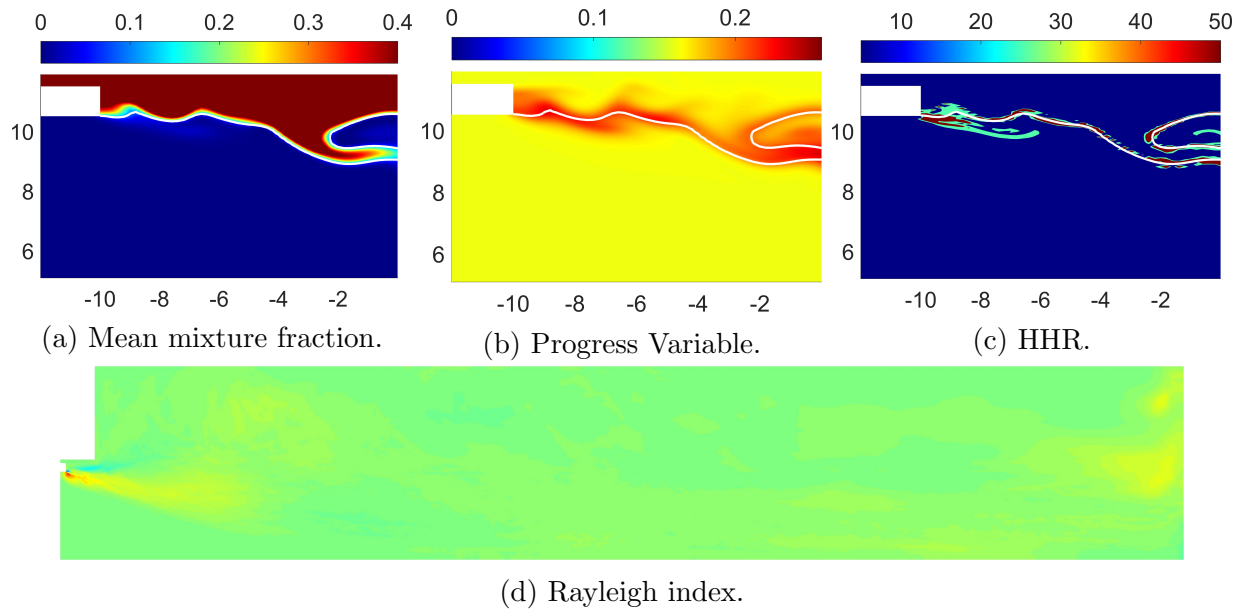 0 0.1 0.2 0.3 0.4
0 0.1 0.2
10 20 30 40 50
10
8
6
-10 -8 -6 -4 -2
10
8
6
-10 -8 -6 -4 -2
10
8
6
-10 -8 -6 -4 -2
(a) Mean mixture fraction.
(b) Progress Variable.
(c) HHR.
(d) Rayleigh index.